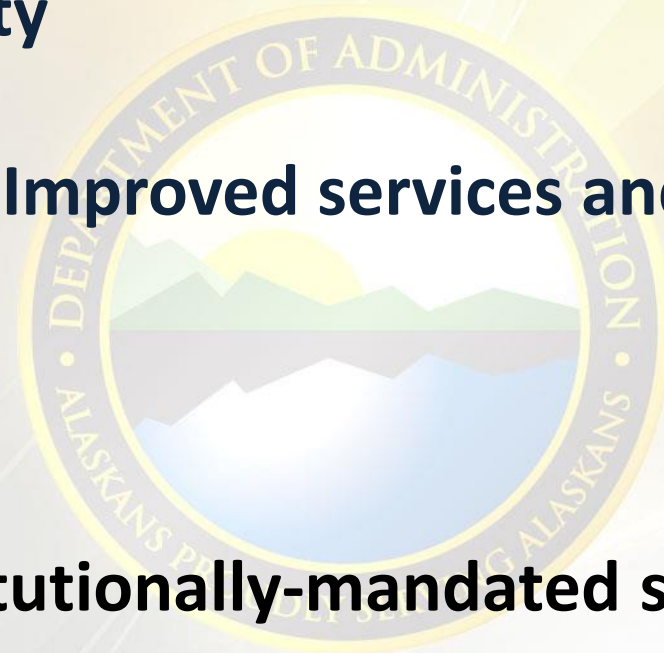 ty
Improved services and
tutionally-mandated s
DEPARTMENT OF ADMINISTRATION
ALASKANS PROUDLY SERVING ALASKANS